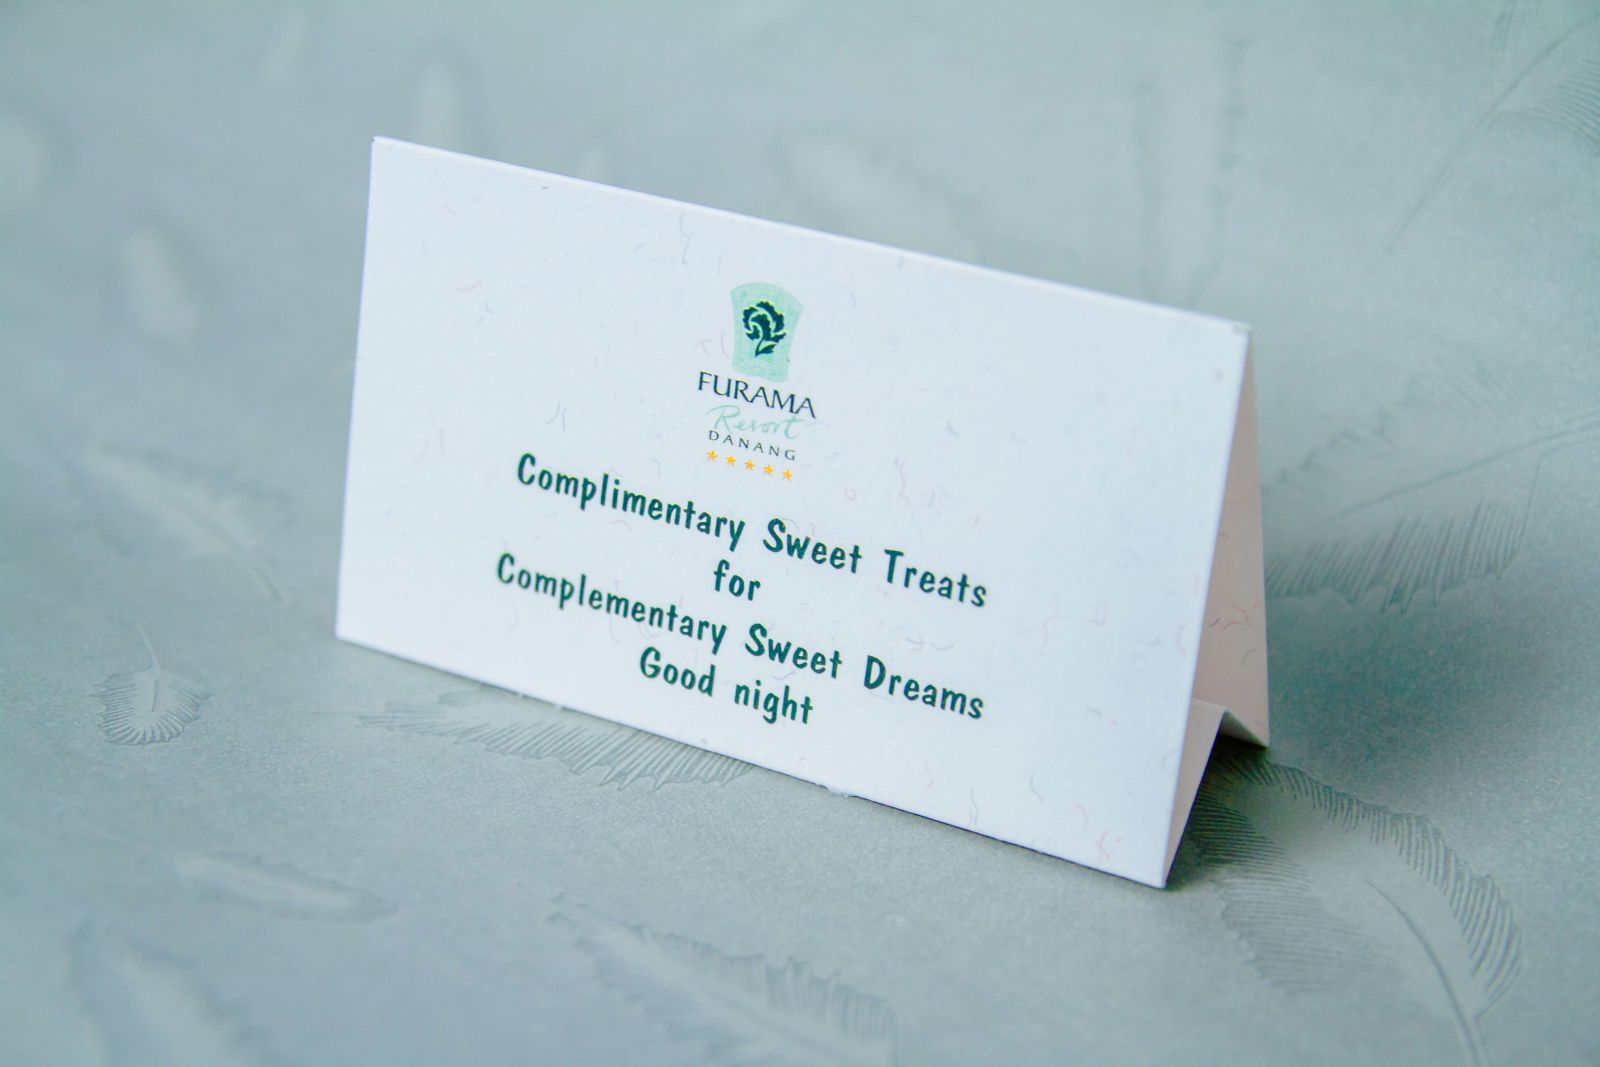 FURAMA
Resort
DANANG
Complimentary Sweet Treats
for
Complementary Sweet Dreams
Good night